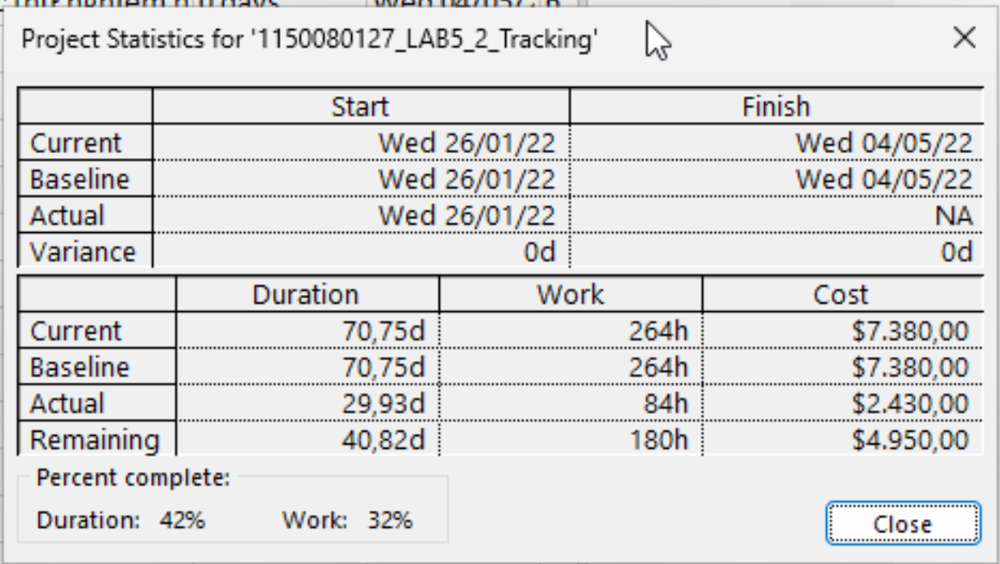 days
Project Statistics for '1150080127_LAB5_2_Tracking'
Start Finish
Current Wed 26/01/22 Wed 04/05/22
Baseline Wed 26/01/22 Wed 04/05/22
Actual Wed 26/01/22 NA
Variance 0d 0d
Duration Work Cost
Current 70,75d 264h $7.380,00
Baseline 70,75d 264h $7.380,00
Actual 29,93d 84h $2.430,00
Remaining 40,82d 180h $4.950,00
Percent complete:
Duration: 42% Work: 32%
Close